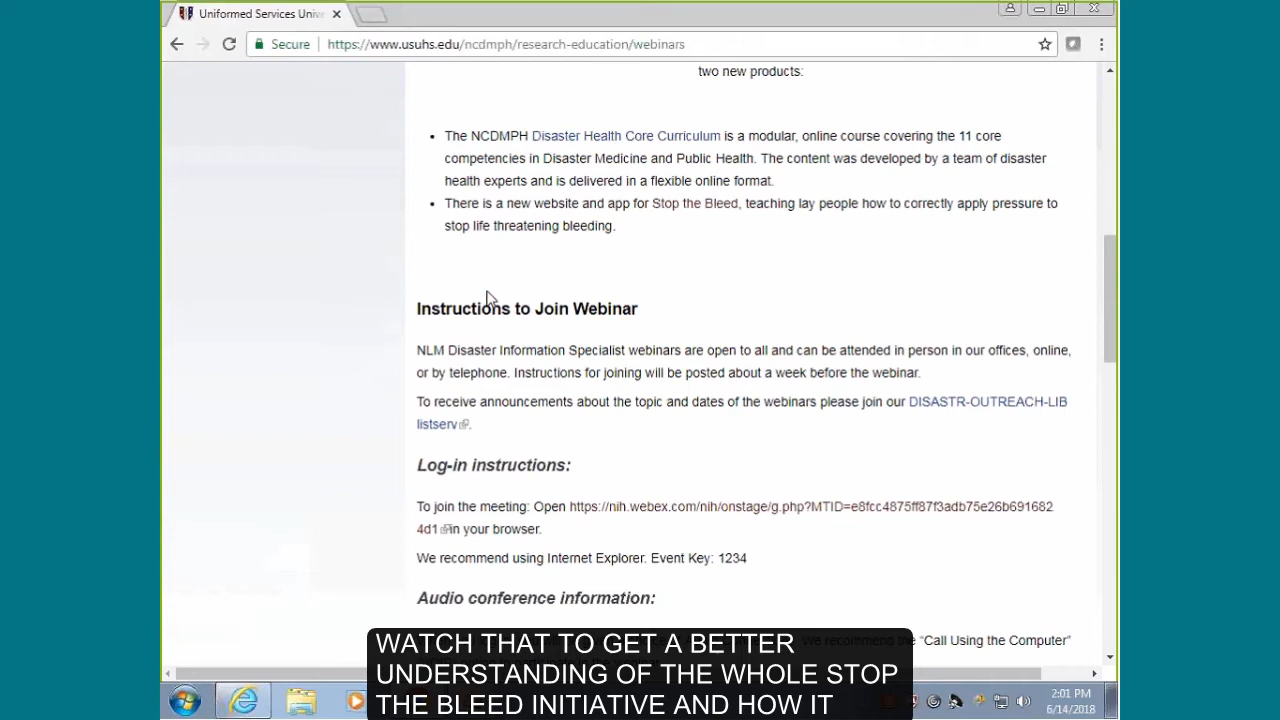 Uniformed Services Unive
Secure
https://www.usuhs.edu/ncdmph/research-education/webinars
two new products:
• The NCDMPH Disaster Health Core Curriculum is a modular, online course covering the 11 core
competencies in Disaster Medicine and Public Health. The content was developed by a team of disaster
health experts and is delivered in a flexible online format.
• There is a new website and app for Stop the Bleed, teaching lay people how to correctly apply pressure to
stop life threatening bleeding.
Instructions to Join Webinar
NLM Disaster Information Specialist webinars are open to all and can be attended in person in our offices, online,
or by telephone. Instructions for joining will be posted about a week before the webinar.
To receive announcements about the topic and dates of the webinars please join our DISASTR-OUTREACH-LIB
listserv.
Log-in instructions:
To join the meeting: Open https://nih.webex.com/nih/onstage/g.php?MTID=e8fcc4875ff87f3adb75e26b691682
4d1 in your browser.
We recommend using Internet Explorer. Event Key: 1234
Audio conference information:
We recommend the “Call Using the Computer”
WATCH THAT TO GET A BETTER
UNDERSTANDING OF THE WHOLE STOP
THE BLEED INITIATIVE AND HOW IT
2:01 PM
6/14/2018